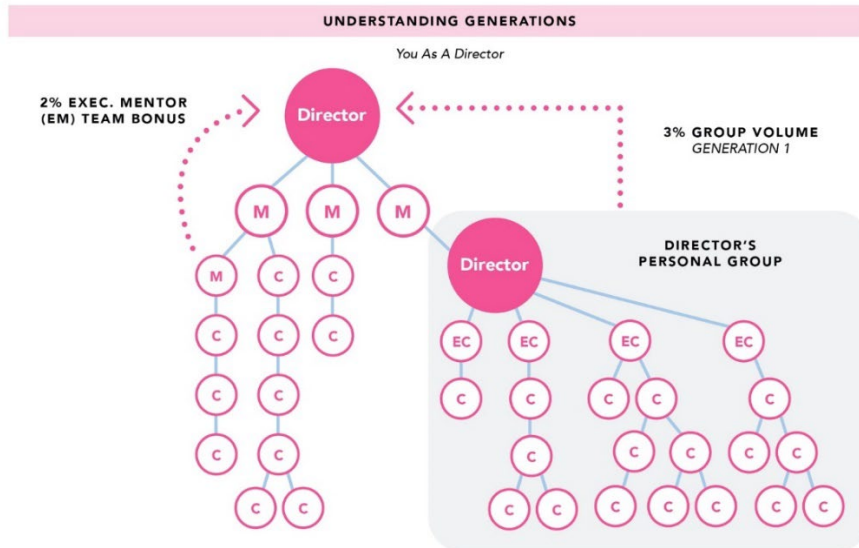 UNDERSTANDING GENERATIONS
You As A Director
2% EXEC. MENTOR
(EM) TEAM BONUS
Director
3% GROUP VOLUME
GENERATION 1
M M M
DIRECTOR'S
PERSONAL GROUP
Director
M C C
C C C
EC EC EC EC
C C
C C C C C
C C
C C C C C
C C
C C C C C C C